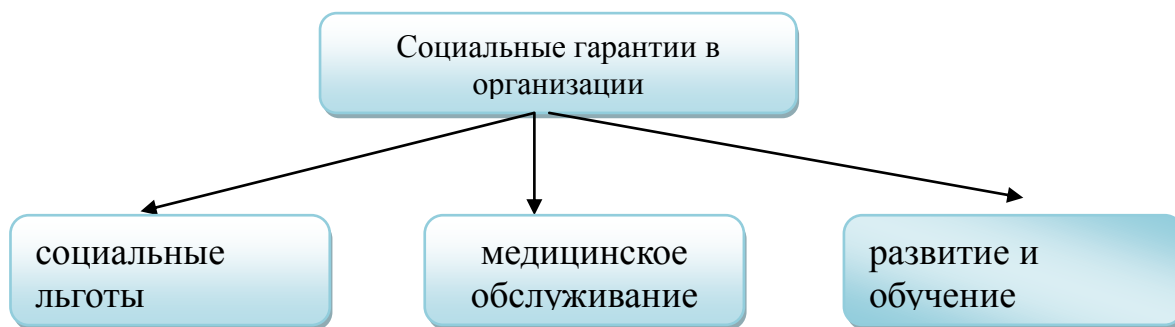 Социальные гарантии в
организации
социальные
льготы
медицинское
обслуживание
развитие и
обучение